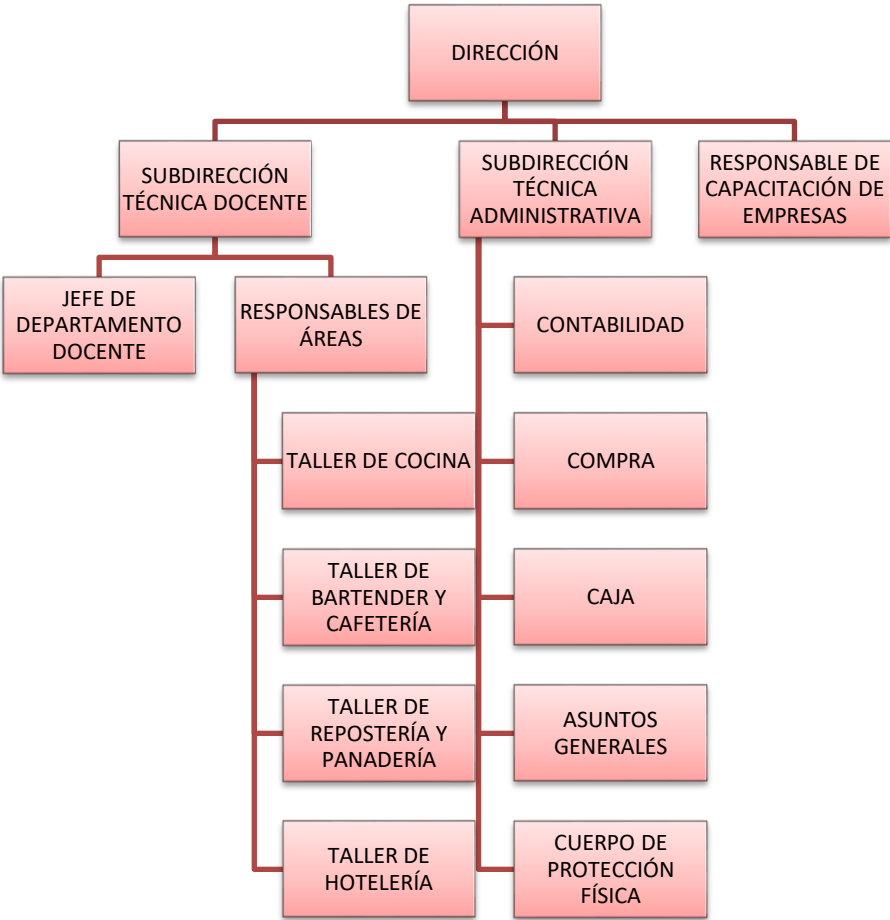 DIRECCIÓN
SUBDIRECCIÓN
TÉCNICA DOCENTE
SUBDIRECCIÓN
TÉCNICA
ADMINISTRATIVA
RESPONSABLE DE
CAPACITACIÓN DE
EMPRESAS
JEFE DE
DEPARTAMENTO
DOCENTE
RESPONSABLES DE
ÁREAS
CONTABILIDAD
TALLER DE COCINA
COMPRA
TALLER DE
BARTENDER Y
CAFETERÍA
CAJA
TALLER DE
REPOSTERÍA Y
PANADERÍA
ASUNTOS
GENERALES
TALLER DE
HOTELERÍA
CUERPO DE
PROTECCIÓN
FÍSICA